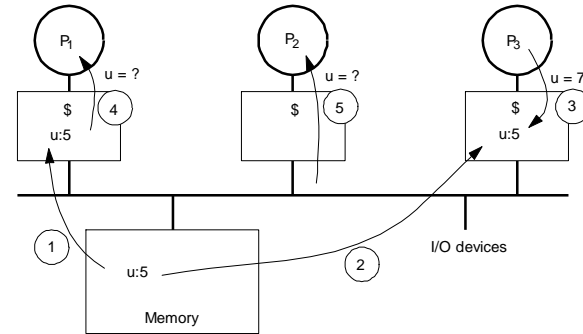 P1
P2
P3
u = ?
u = ?
u = 7
4
5
3
$
$
$
u:5
u:5
1
2
u:5
I/O devices
Memory